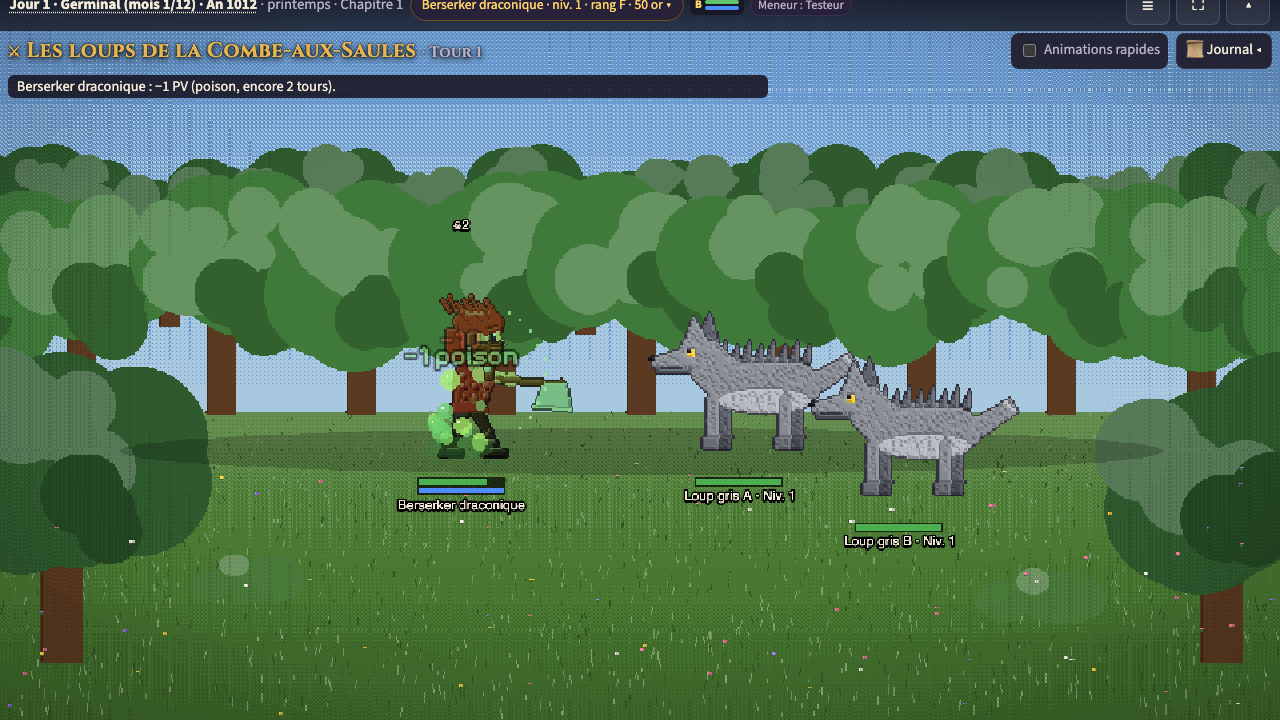 Jour 1 · Germinal (mois 1/12) · An 1012 · printemps · Chapitre 1
Berserker draconique · niv. 1 · rang F · 50 or ▾
B
Meneur : Testeur
⚔ Les loups de la Combe-aux-Saules · Tour 1
Animations rapides
Journal
Berserker draconique : −1 PV (poison, encore 2 tours).
−1 poison
Berserker draconique
Loup gris A · Niv. 1
Loup gris B · Niv. 1